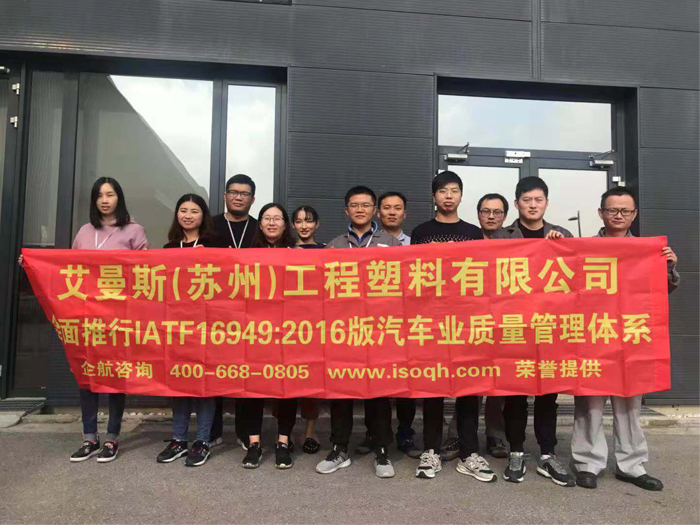 艾曼斯(苏州)工程塑料有限公司
全面推行IATF16949:2016版汽车业质量管理体系
企航咨询 400-668-0805 www.isoqh.com 荣誉提供